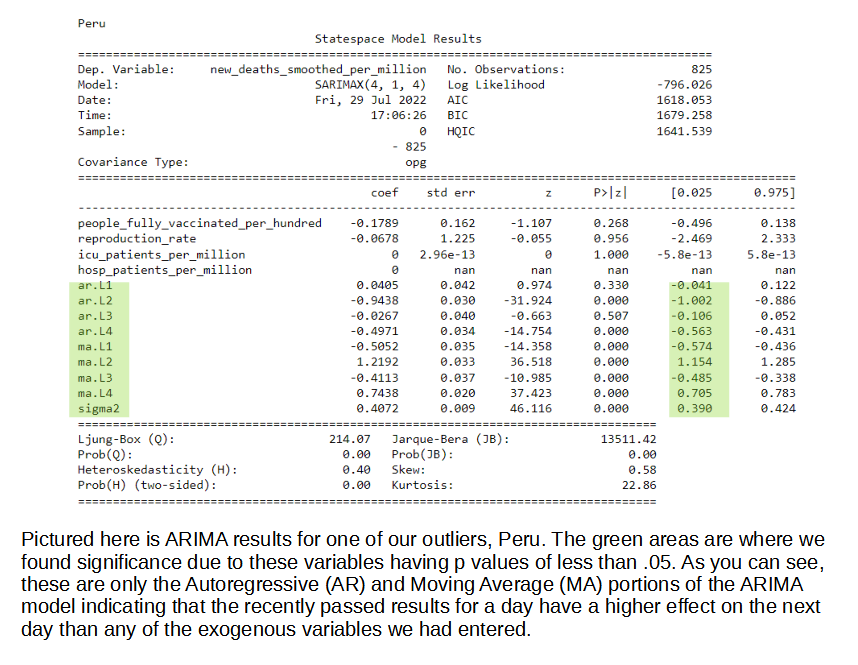 Peru
Statespace Model Results
Dep. Variable: new_deaths_smoothed_per_million No. Observations: 825
Model: SARIMAX(4, 1, 4) Log Likelihood -796.026
Date: Fri, 29 Jul 2022 AIC 1618.053
Time: 17:06:26 BIC 1679.258
Sample: 0 HQIC 1641.539
- 825
Covariance Type: opg
coef std err z P>|z| [0.025 0.975]
people_fully_vaccinated_per_hundred -0.1789 0.162 -1.107 0.268 -0.496 0.138
reproduction_rate -0.0678 1.225 -0.055 0.956 -2.469 2.333
icu_patients_per_million 0 2.96e-13 0 1.000 -5.8e-13 5.8e-13
hosp_patients_per_million 0 nan nan nan nan nan
ar.L1 0.0405 0.042 0.974 0.330 -0.041 0.122
ar.L2 -0.9438 0.030 -31.924 0.000 -1.002 -0.886
ar.L3 -0.0267 0.040 -0.663 0.507 -0.106 0.052
ar.L4 -0.4971 0.034 -14.754 0.000 -0.563 -0.431
ma.L1 -0.5052 0.035 -14.358 0.000 -0.574 -0.436
ma.L2 1.2192 0.033 36.518 0.000 1.154 1.285
ma.L3 -0.4113 0.037 -10.985 0.000 -0.485 -0.338
ma.L4 0.7438 0.020 37.423 0.000 0.705 0.783
sigma2 0.4072 0.009 46.116 0.000 0.390 0.424
Ljung-Box (Q): 214.07 Jarque-Bera (JB): 13511.42
Prob(Q): 0.00 Prob(JB): 0.00
Heteroskedasticity (H): 0.40 Skew: 0.58
Prob(H) (two-sided): 0.00 Kurtosis: 22.86
Pictured here is ARIMA results for one of our outliers, Peru. The green areas are where we
found significance due to these variables having p values of less than .05. As you can see,
these are only the Autoregressive (AR) and Moving Average (MA) portions of the ARIMA
model indicating that the recently passed results for a day have a higher effect on the next
day than any of the exogenous variables we had entered.